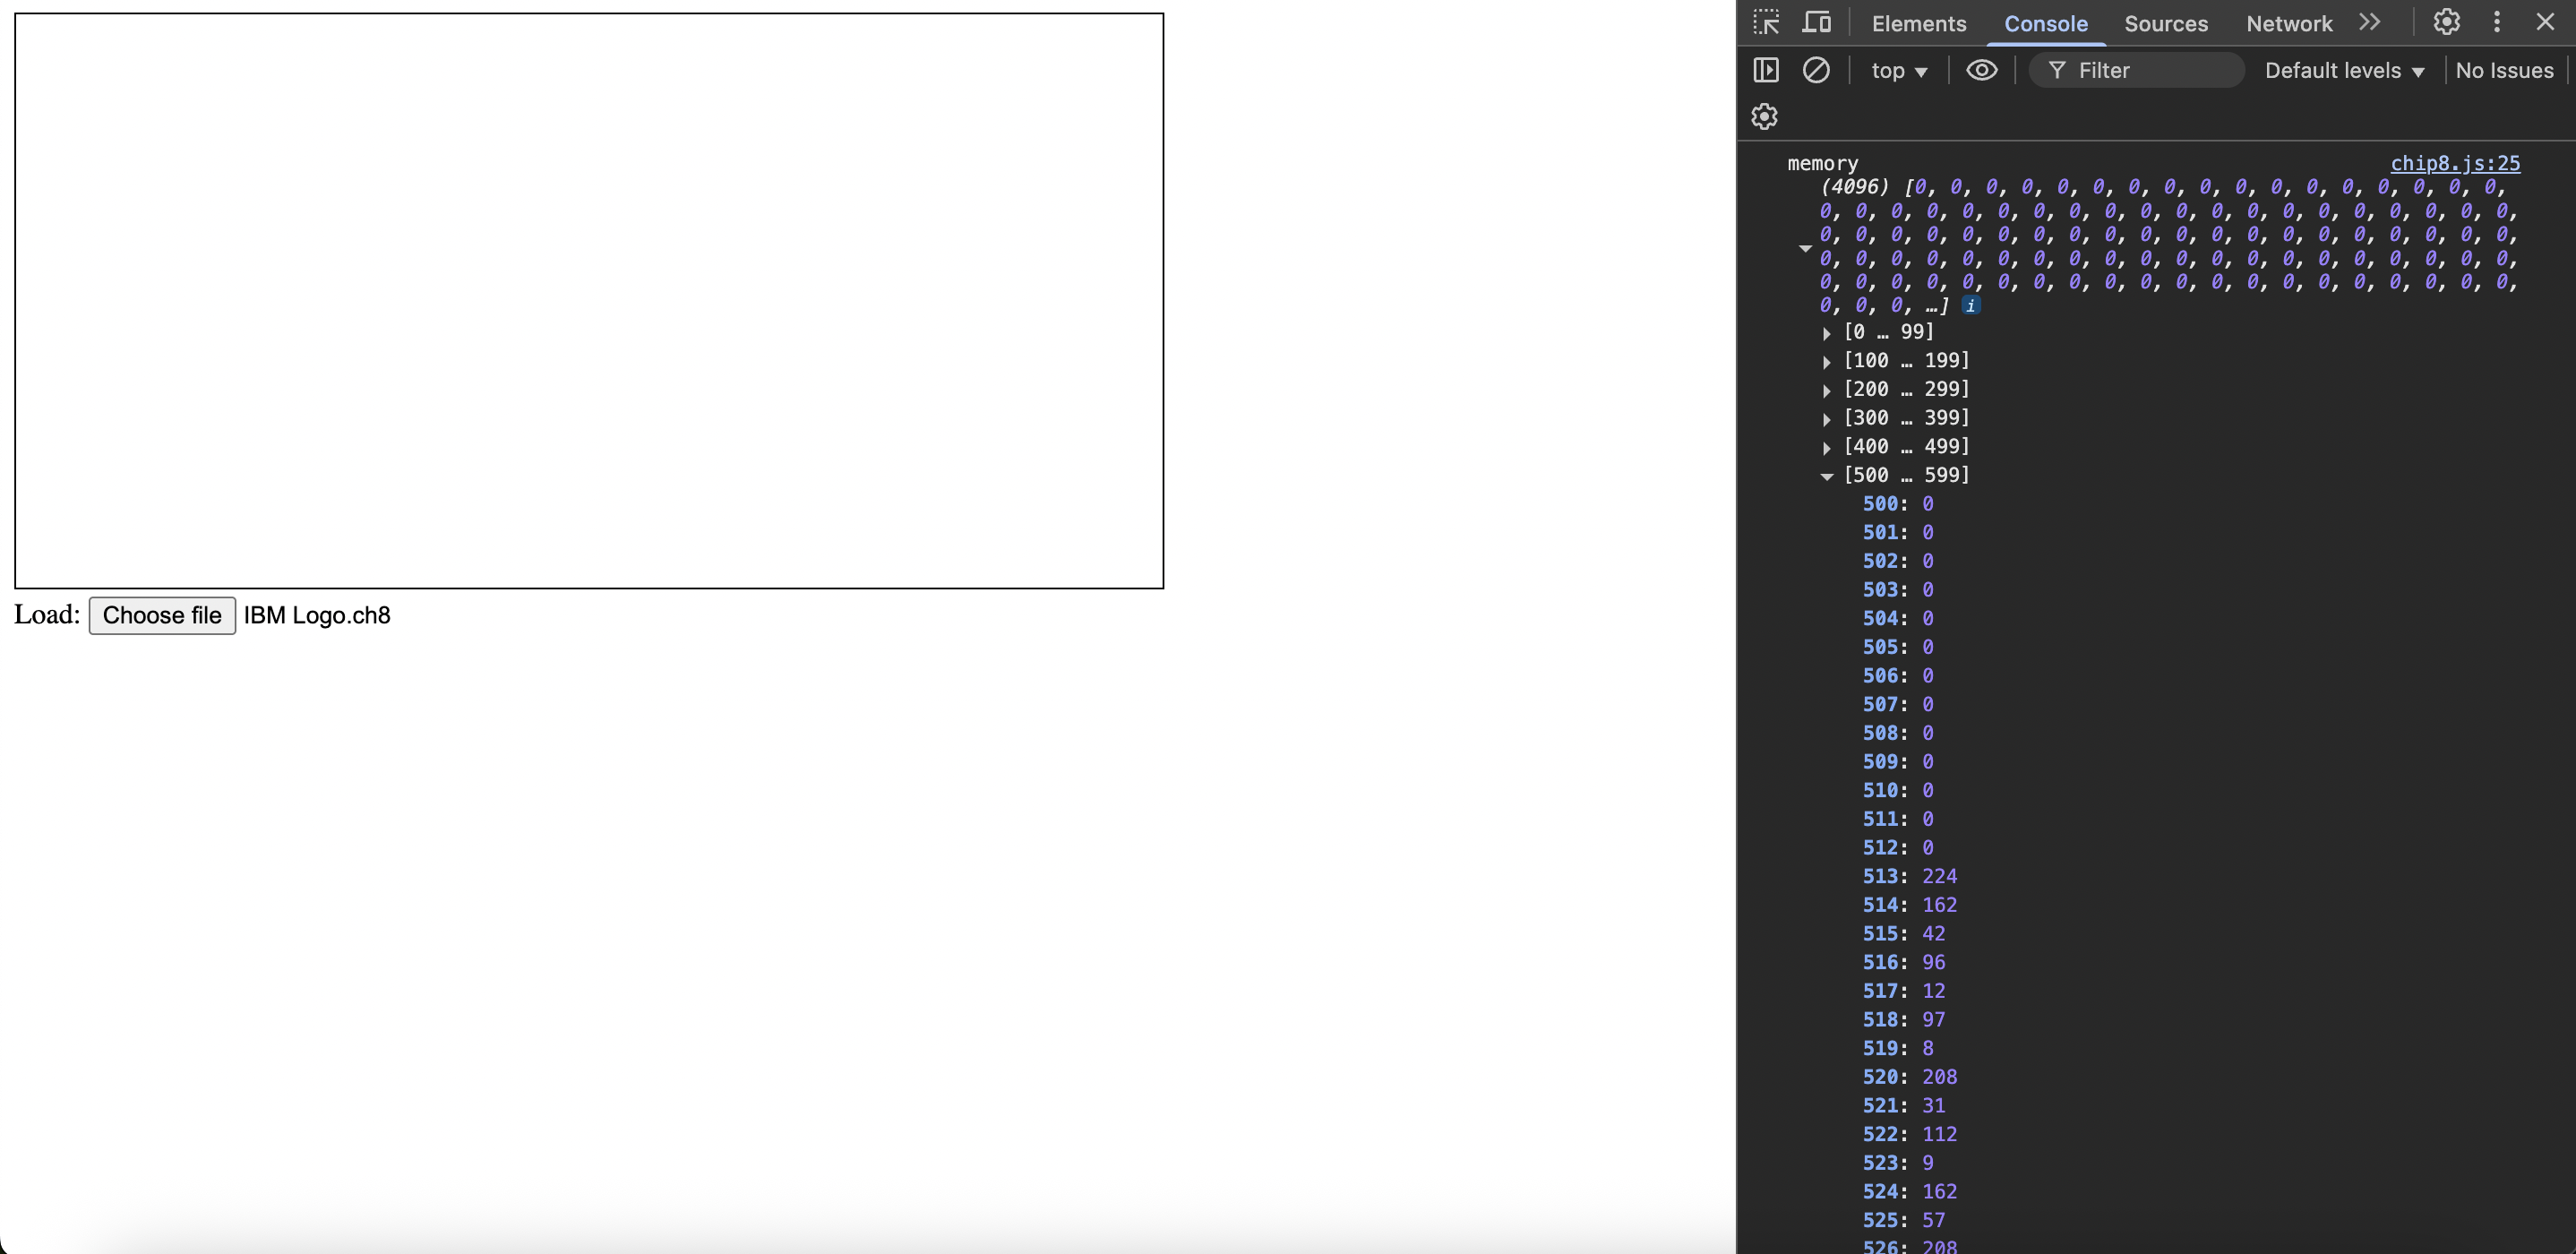 Elements Console Sources Network
top Filter Default levels No Issues
memory chip8.js:25
(4096) [0, 0, 0, 0, 0, 0, 0, 0, 0, 0, 0, 0, 0, 0, 0, 0, 0,
0, 0, 0, 0, 0, 0, 0, 0, 0, 0, 0, 0, 0, 0, 0, 0, 0, 0, 0, 0,
0, 0, 0, 0, 0, 0, 0, 0, 0, 0, 0, 0, 0, 0, 0, 0, 0, 0, 0, 0,
0, 0, 0, 0, 0, 0, 0, 0, 0, 0, 0, 0, 0, 0, 0, 0, 0, 0, 0, 0,
0, 0, 0, 0, 0, 0, 0, 0, 0, 0, 0, 0, 0, 0, 0, 0, 0, 0, 0, 0,
0, 0, 0, …] i
[0 … 99]
[100 … 199]
[200 … 299]
[300 … 399]
[400 … 499]
[500 … 599]
500: 0
501: 0
502: 0
503: 0
504: 0
505: 0
506: 0
507: 0
508: 0
509: 0
510: 0
511: 0
512: 0
513: 224
514: 162
515: 42
516: 96
517: 12
518: 97
519: 8
520: 208
521: 31
522: 112
523: 9
524: 162
525: 57
526: 208
Load: Choose file IBM Logo.ch8